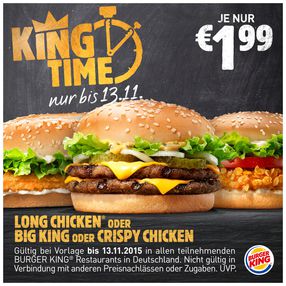 KING
TIME
nur bis 13.11.
JE NUR
€1.99
LONG CHICKEN® ODER
BIG KING ODER CRISPY CHICKEN
Gültig bei Vorlage bis 13.11.2015 in allen teilnehmenden
BURGER KING® Restaurants in Deutschland. Nicht gültig in
Verbindung mit anderen Preisnachlässen oder Zugaben. UVP.
BURGER
KING